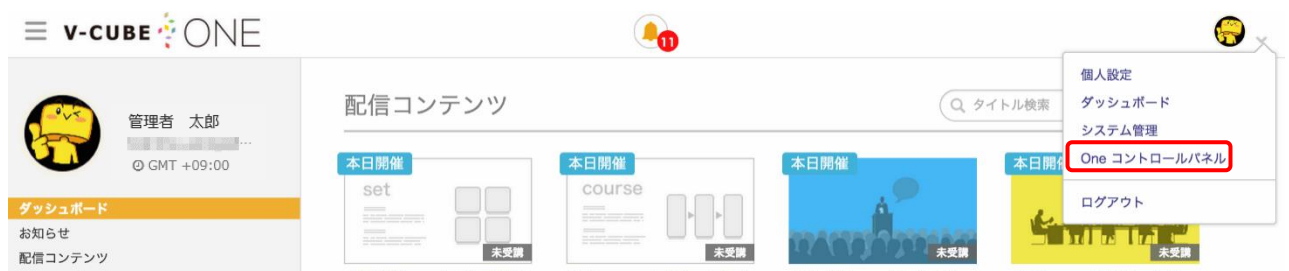 V-CUBE ONE
11
個人設定
ダッシュボード
システム管理
One コントロールパネル
ログアウト
管理者 太郎
GMT +09:00
ダッシュボード
お知らせ
配信コンテンツ
配信コンテンツ
タイトル検索
本日開催
set
未受講
本日開催
course
未受講
本日開催
未受講
本日開
未受講